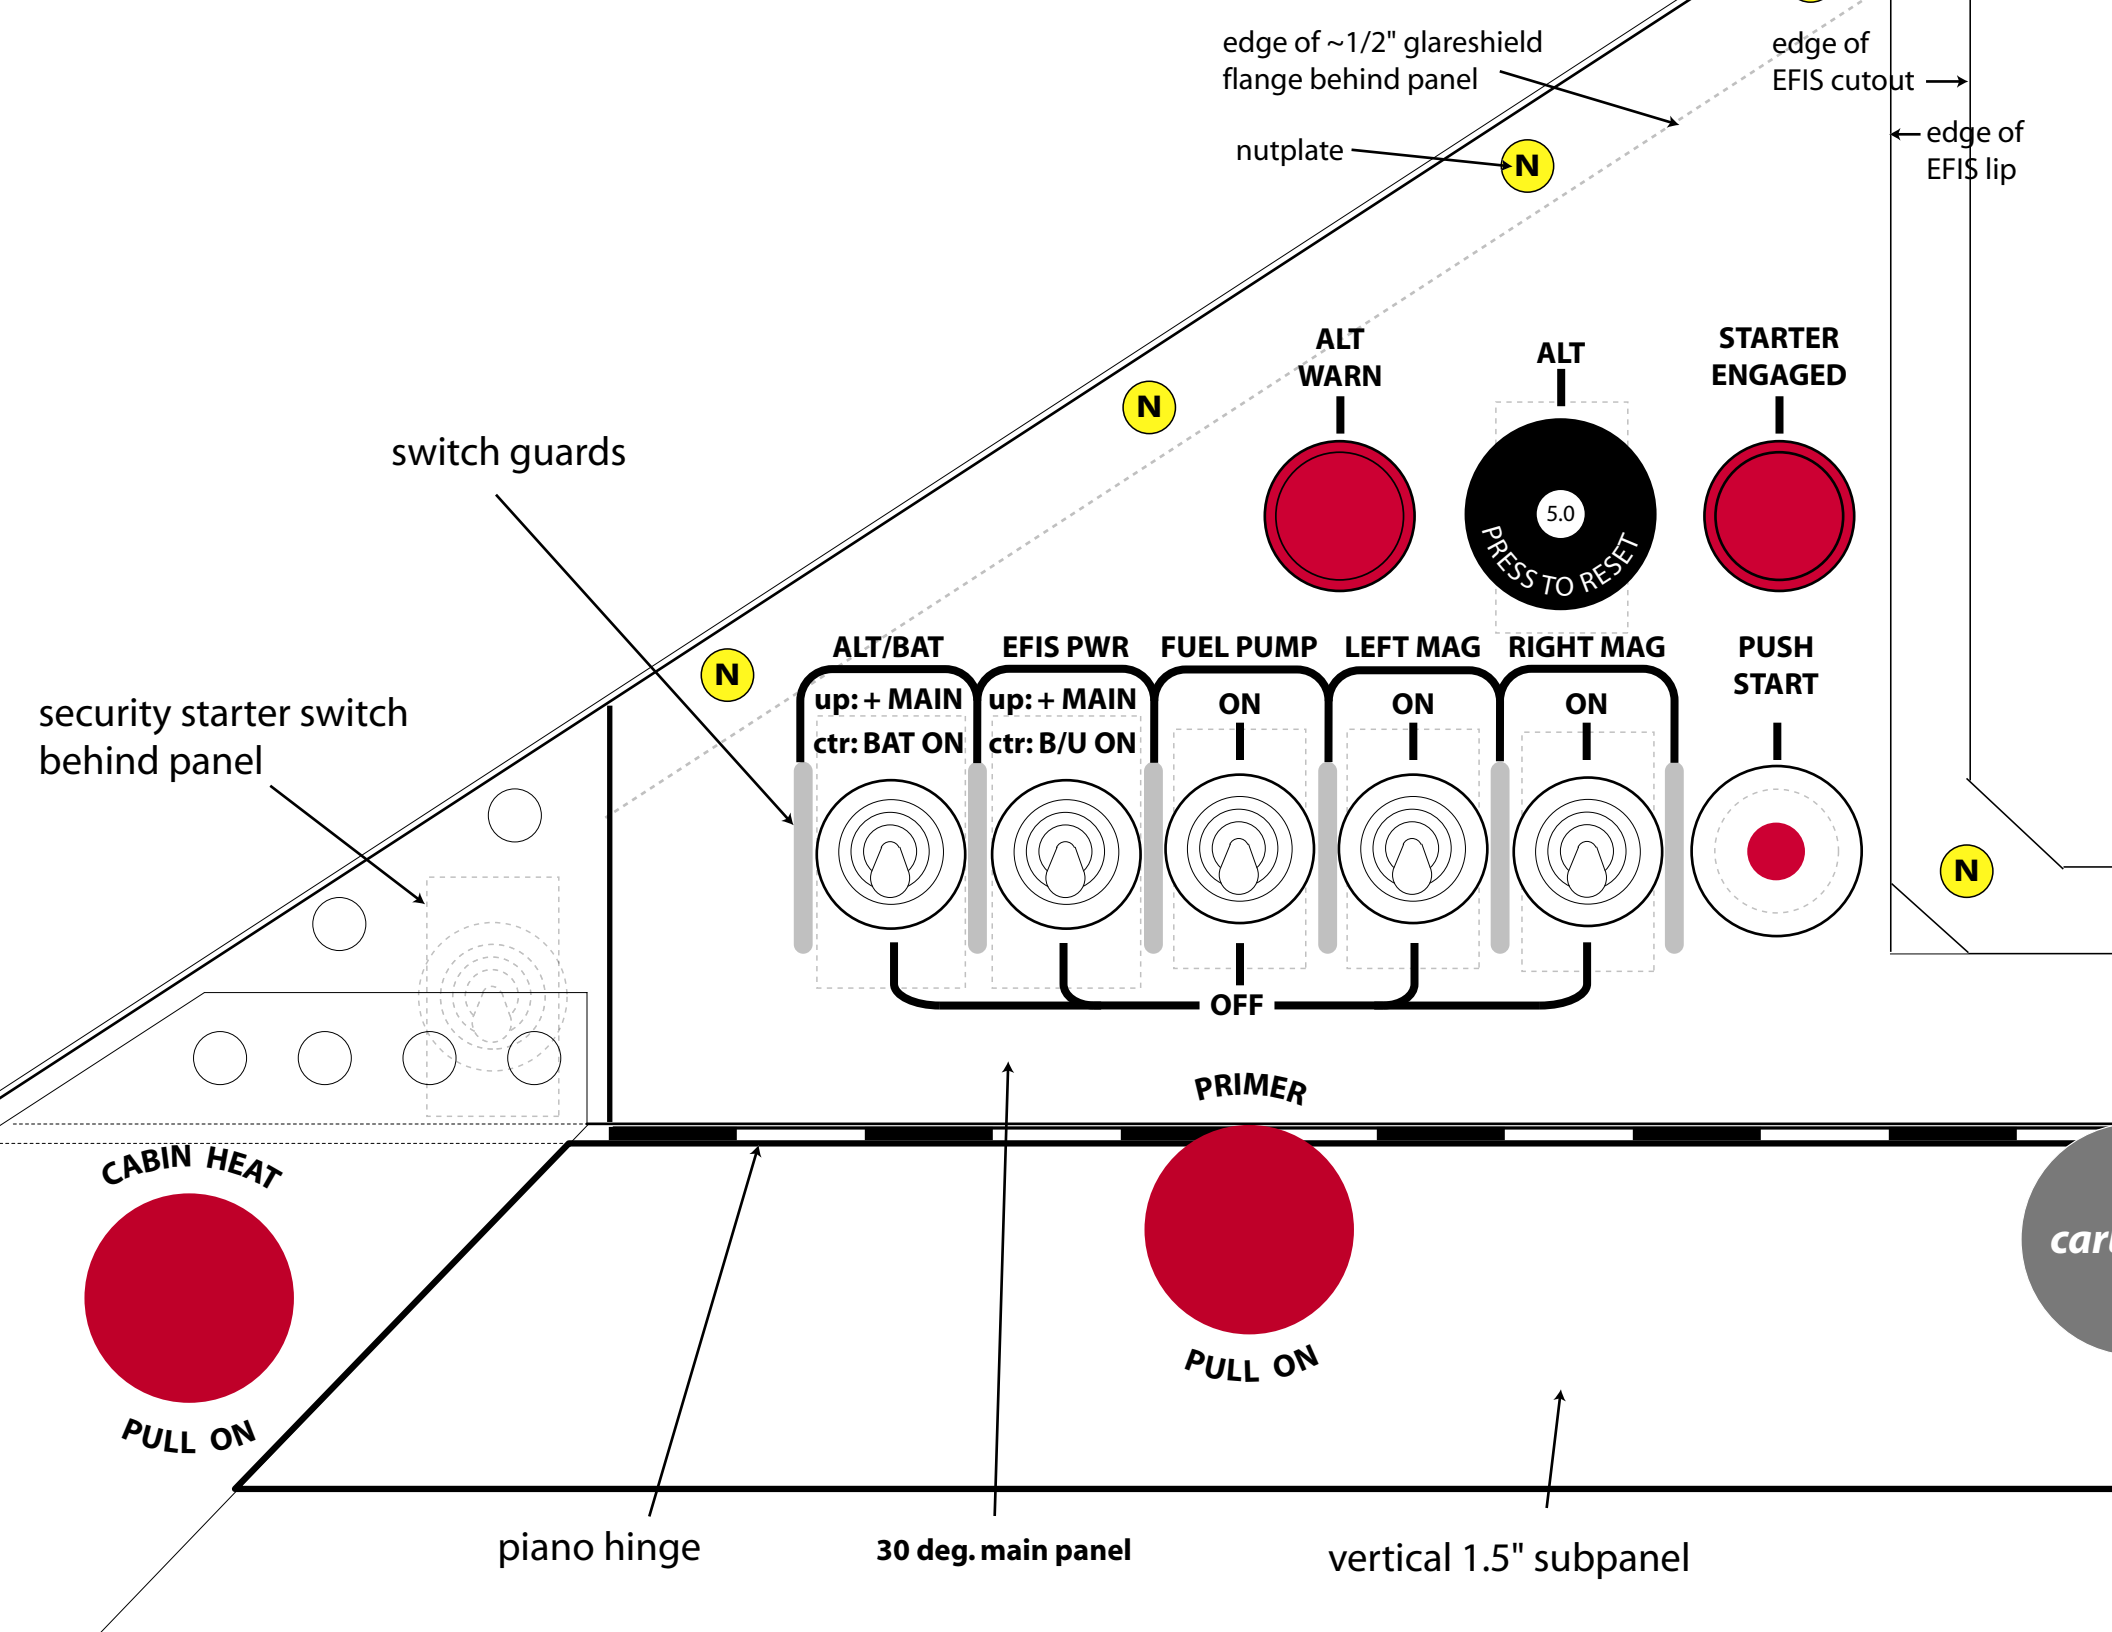 edge of ~1/2" glareshield
flange behind panel
edge of
EFIS cutout
nutplate
edge of
EFIS lip
N
N
N
N
switch guards
security starter switch
behind panel
ALT
WARN
ALT
STARTER
ENGAGED
5.0
PRESS TO RESET
ALT/BAT
EFIS PWR
FUEL PUMP
LEFT MAG
RIGHT MAG
PUSH
START
up: + MAIN
ctr: BAT ON
up: + MAIN
ctr: B/U ON
ON
ON
ON
OFF
PRIMER
PULL ON
CABIN HEAT
PULL ON
piano hinge
30 deg. main panel
vertical 1.5" subpanel